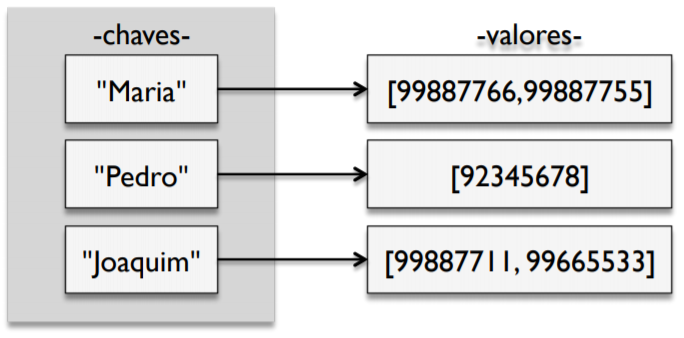 -chaves- -valores-
"Maria" [99887766,99887755]
"Pedro" [92345678]
"Joaquim" [99887711, 99665533]